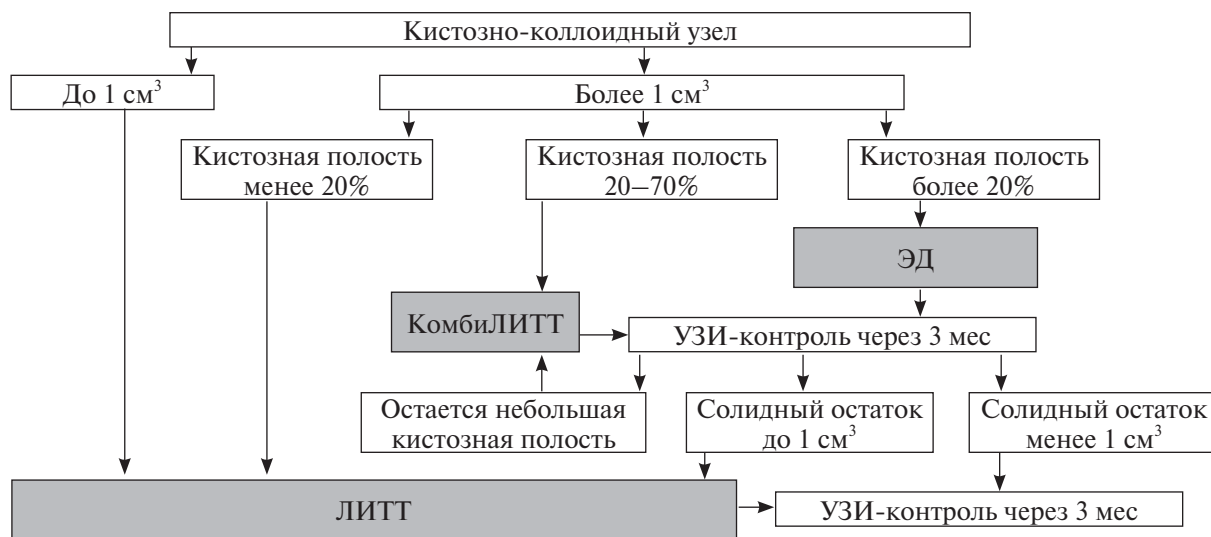 Кистозно-коллоидный узел
До 1 см³
Более 1 см³
Кистозная полость
менее 20%
Кистозная полость
20–70%
Кистозная полость
более 20%
ЭД
КомбиЛИТТ
УЗИ-контроль через 3 мес
Остается небольшая
кистозная полость
Солидный остаток
до 1 см³
Солидный остаток
менее 1 см³
ЛИТТ
УЗИ-контроль через 3 мес